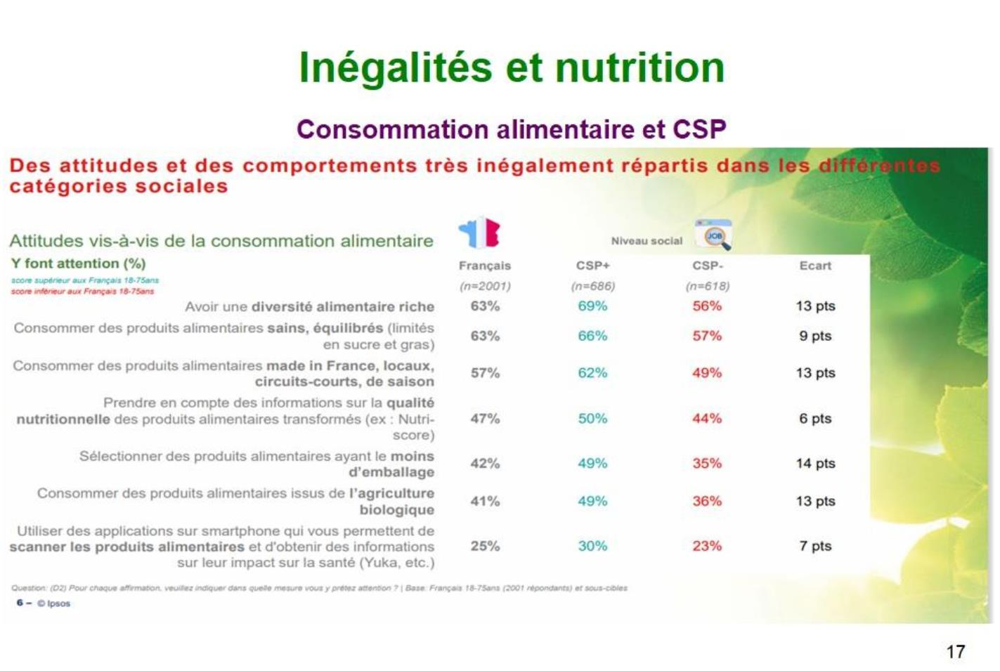 Inégalités et nutrition
Consommation alimentaire et CSP
Des attitudes et des comportements très inégalement répartis dans les différentes
catégories sociales
Attitudes vis-à-vis de la consommation alimentaire
Niveau social
JOB
Y font attention (%)
Français
CSP+
CSP-
Ecart
score supérieur aux Français 18-75ans
score inférieur aux Français 18-75ans
(n=2001)
(n=686)
(n=618)
Avoir une diversité alimentaire riche
63%
69%
56%
13 pts
Consommer des produits alimentaires sains, équilibrés (limités
en sucre et gras)
63%
66%
57%
9 pts
Consommer des produits alimentaires made in France, locaux,
circuits-courts, de saison
57%
62%
49%
13 pts
Prendre en compte des informations sur la qualité
nutritionnelle des produits alimentaires transformés (ex : Nutri-
score)
47%
50%
44%
6 pts
Sélectionner des produits alimentaires ayant le moins
d'emballage
42%
49%
35%
14 pts
Consommer des produits alimentaires issus de l'agriculture
biologique
41%
49%
36%
13 pts
Utiliser des applications sur smartphone qui vous permettent de
scanner les produits alimentaires et d'obtenir des informations
sur leur impact sur la santé (Yuka, etc.)
25%
30%
23%
7 pts
Question: (D2) Pour chaque affirmation, veuillez indiquer dans quelle mesure vous y prêtez attention ? | Base: Français 18-75ans (2001 répondants) et sous-cibles
6 – © Ipsos
17